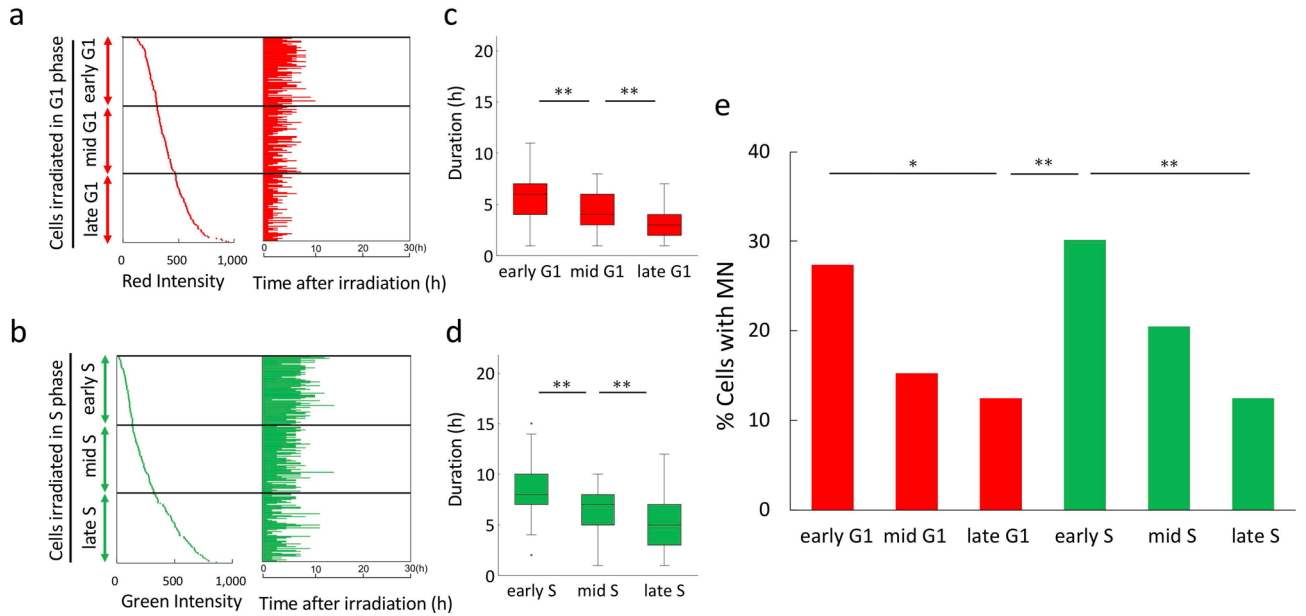 a
Cells irradiated in G1 phase
early G1
mid G1
late G1
0
500
1,000
Red Intensity
0
10
20
30(h)
Time after irradiation (h)
b
Cells irradiated in S phase
early S
mid S
late S
0
500
1,000
Green Intensity
0
10
20
30(h)
Time after irradiation (h)
c
Duration (h)
20
15
10
5
0
**
**
early G1
mid G1
late G1
d
Duration (h)
20
15
10
5
0
**
**
early S
mid S
late S
e
% Cells with MN
40
30
20
10
0
*
**
**
early G1
mid G1
late G1
early S
mid S
late S